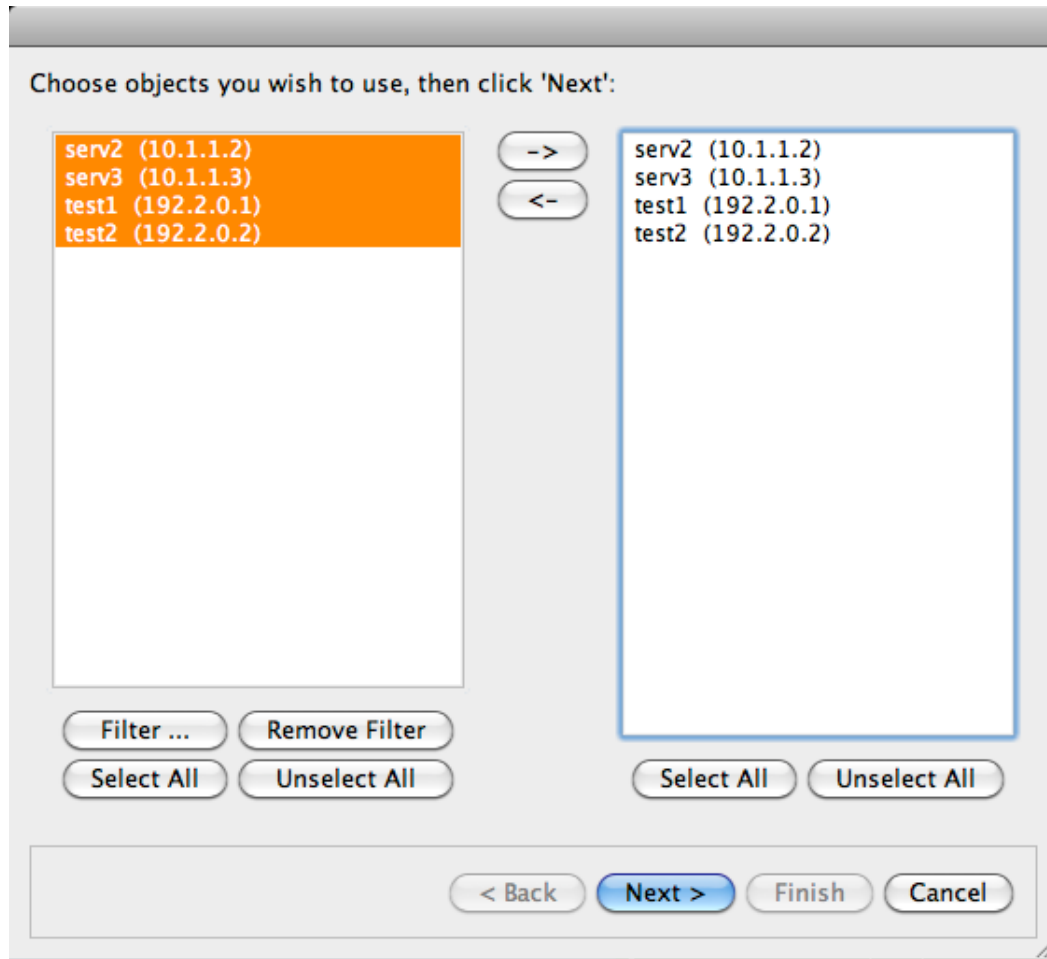 Choose objects you wish to use, then click 'Next':
serv2 (10.1.1.2)
serv3 (10.1.1.3)
test1 (192.2.0.1)
test2 (192.2.0.2)
->
<-
serv2 (10.1.1.2)
serv3 (10.1.1.3)
test1 (192.2.0.1)
test2 (192.2.0.2)
Filter ... Remove Filter
Select All Unselect All
Select All Unselect All
< Back Next > Finish Cancel